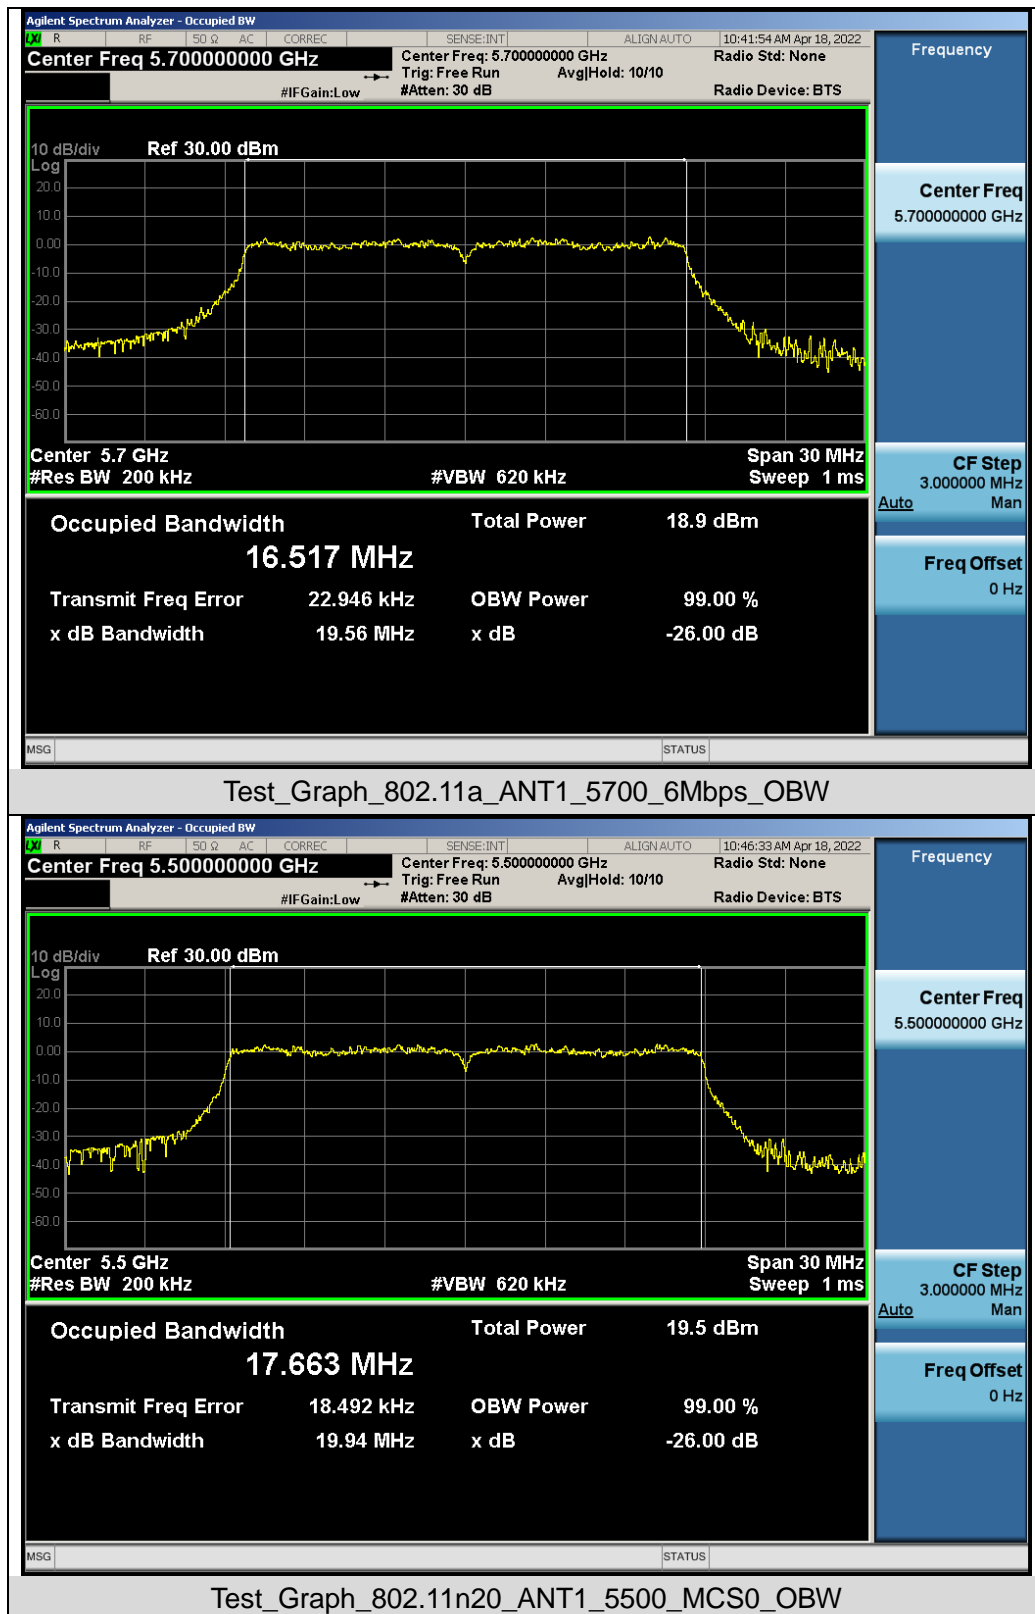 Agilent Spectrum Analyzer - Occupied BW
LXI R RF 50 Ω AC CORREC SENSE:INT ALIGN AUTO 10:41:54 AM Apr 18, 2022
Center Freq 5.700000000 GHz Center Freq: 5.700000000 GHz Radio Std: None
Trig: Free Run Avg|Hold: 10/10
#IFGain:Low #Atten: 30 dB Radio Device: BTS
Frequency
10 dB/div Ref 30.00 dBm
Log
20.0
10.0
0.00
-10.0
-20.0
-30.0
-40.0
-50.0
-60.0
Center 5.7 GHz Span 30 MHz
#Res BW 200 kHz #VBW 620 kHz Sweep 1 ms
Center Freq
5.700000000 GHz
CF Step
3.000000 MHz
Auto Man
Freq Offset
0 Hz
Occupied Bandwidth Total Power 18.9 dBm
16.517 MHz
Transmit Freq Error 22.946 kHz OBW Power 99.00 %
x dB Bandwidth 19.56 MHz x dB -26.00 dB
MSG STATUS
Test_Graph_802.11a_ANT1_5700_6Mbps_OBW
Agilent Spectrum Analyzer - Occupied BW
LXI R RF 50 Ω AC CORREC SENSE:INT ALIGN AUTO 10:46:33 AM Apr 18, 2022
Center Freq 5.500000000 GHz Center Freq: 5.500000000 GHz Radio Std: None
Trig: Free Run Avg|Hold: 10/10
#IFGain:Low #Atten: 30 dB Radio Device: BTS
Frequency
10 dB/div Ref 30.00 dBm
Log
20.0
10.0
0.00
-10.0
-20.0
-30.0
-40.0
-50.0
-60.0
Center 5.5 GHz Span 30 MHz
#Res BW 200 kHz #VBW 620 kHz Sweep 1 ms
Center Freq
5.500000000 GHz
CF Step
3.000000 MHz
Auto Man
Freq Offset
0 Hz
Occupied Bandwidth Total Power 19.5 dBm
17.663 MHz
Transmit Freq Error 18.492 kHz OBW Power 99.00 %
x dB Bandwidth 19.94 MHz x dB -26.00 dB
MSG STATUS
Test_Graph_802.11n20_ANT1_5500_MCS0_OBW